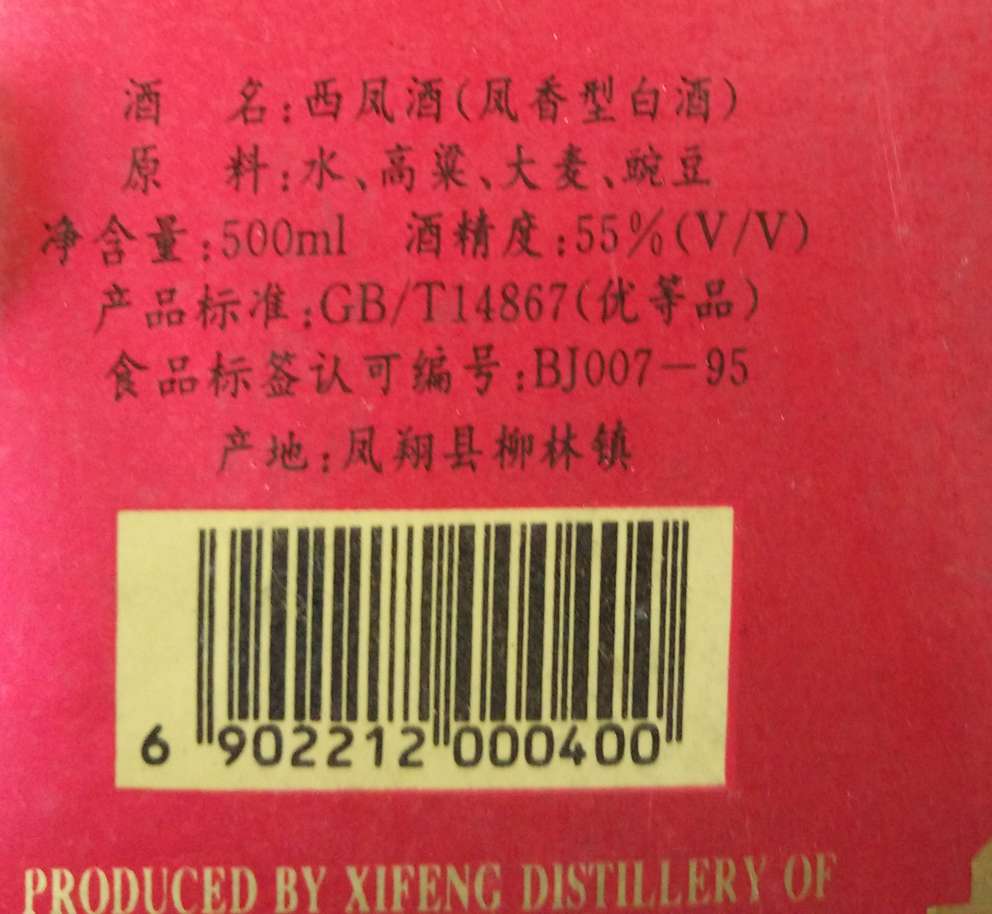 酒 名:西凤酒(凤香型白酒)
原 料:水、高粱、大麦、豌豆
净含量:500ml 酒精度:55%(V/V)
产品标准:GB/T14867(优等品)
食品标签认可编号:BJ007-95
产地:凤翔县柳林镇
6 902212 000400
PRODUCED BY XIFENG DISTILLERY OF